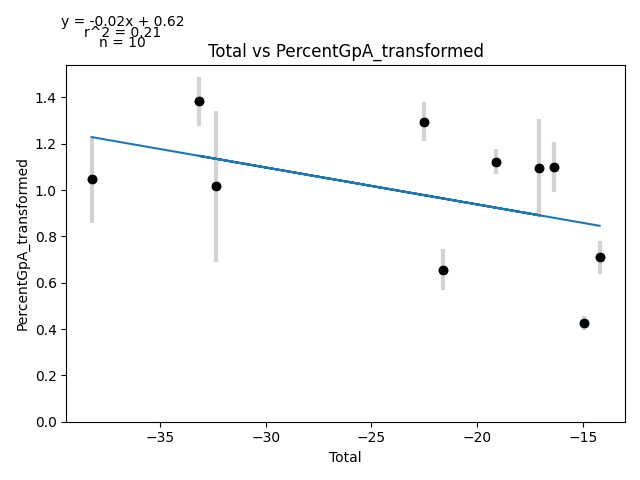 y = -0.02x + 0.62
r^2 = 0.21
n = 10
Total vs PercentGpA_transformed
PercentGpA_transformed
1.4
1.2
1.0
0.8
0.6
0.4
0.2
0.0
−35
−30
−25
−20
−15
Total